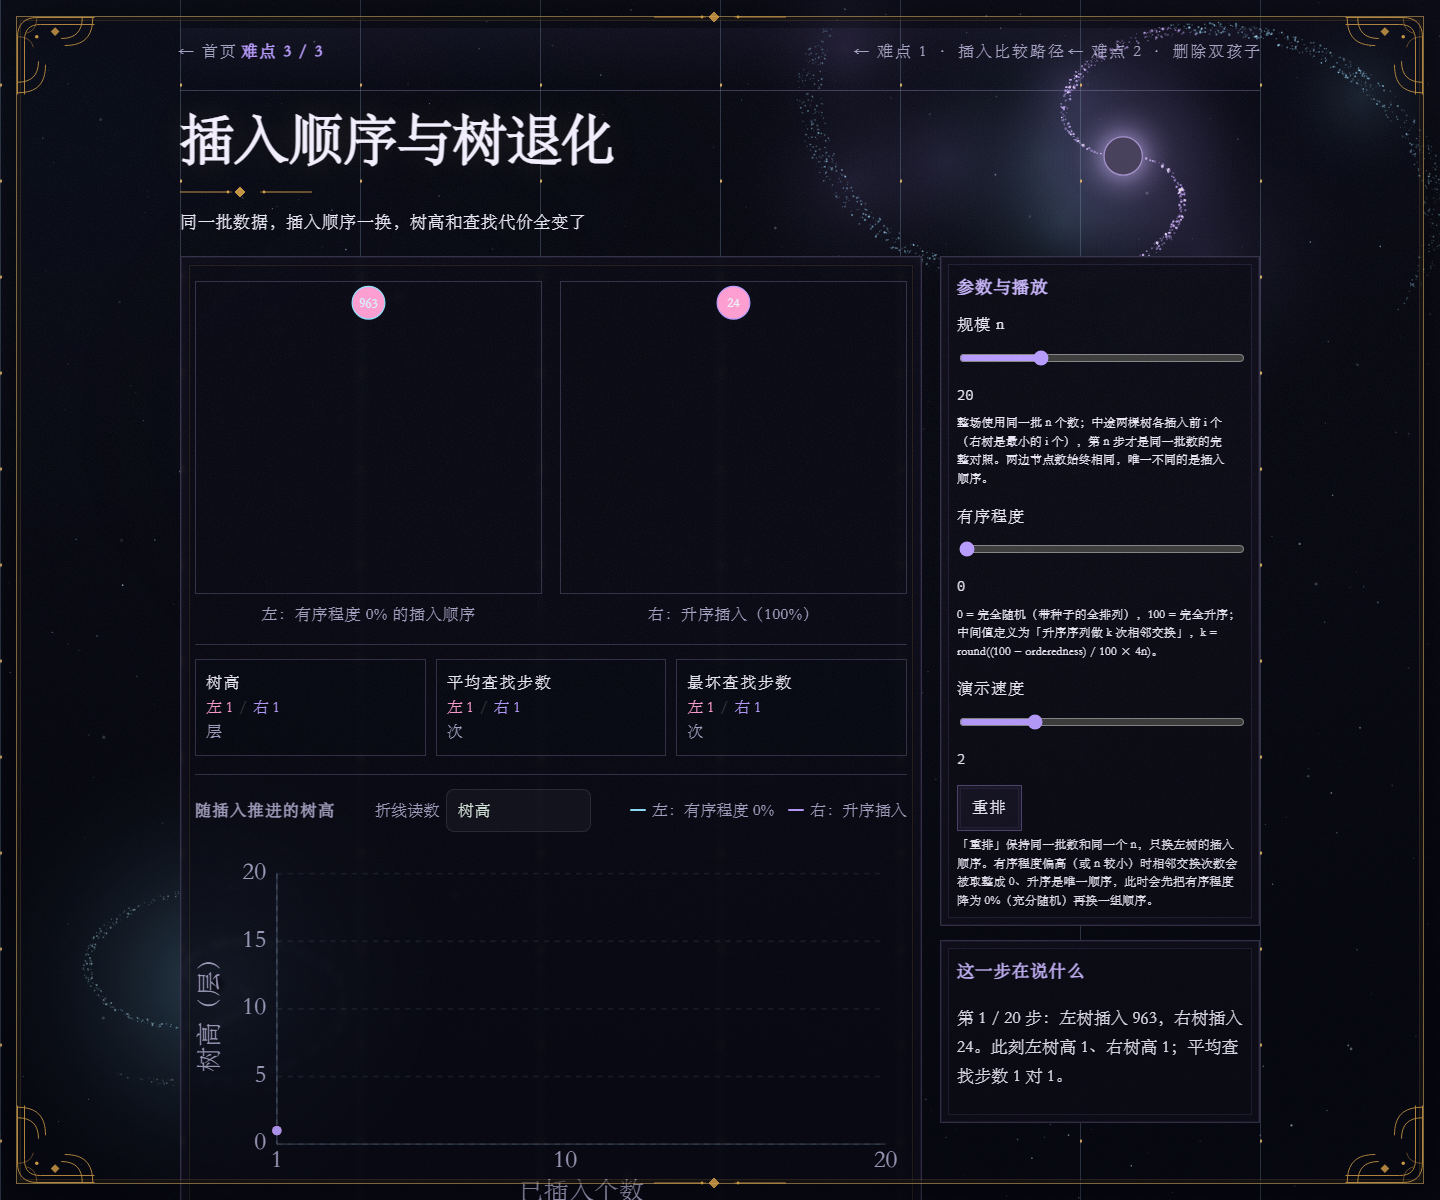 ← 首页 难点 3 / 3
← 难点 1 · 插入比较路径 ← 难点 2 · 删除双孩子
插入顺序与树退化
同一批数据，插入顺序一换，树高和查找代价全变了
963
24
左：有序程度 0% 的插入顺序
右：升序插入（100%）
树高
左 1 / 右 1
层
平均查找步数
左 1 / 右 1
次
最坏查找步数
左 1 / 右 1
次
随插入推进的树高
折线读数 树高
左：有序程度 0%
右：升序插入
20
15
10
5
0
树高（层）
1
10
20
已插入个数
参数与播放
规模 n
20
整场使用同一批 n 个数；中途两棵树各插入前 i 个
（右树是最小的 i 个），第 n 步才是同一批数的完
整对照。两边节点数始终相同，唯一不同的是插入
顺序。
有序程度
0
0 = 完全随机（带种子的全排列），100 = 完全升序；
中间值定义为「升序序列做 k 次相邻交换」，k =
round((100 − orderedness) / 100 × 4n)。
演示速度
2
重排
「重排」保持同一批数和同一个 n，只换左树的插入
顺序。有序程度偏高（或 n 较小）时相邻交换次数会
被取整成 0、升序是唯一顺序，此时会先把有序程度
降为 0%（充分随机）再换一组顺序。
这一步在说什么
第 1 / 20 步：左树插入 963，右树插入
24。此刻左树高 1、右树高 1；平均查
找步数 1 对 1。